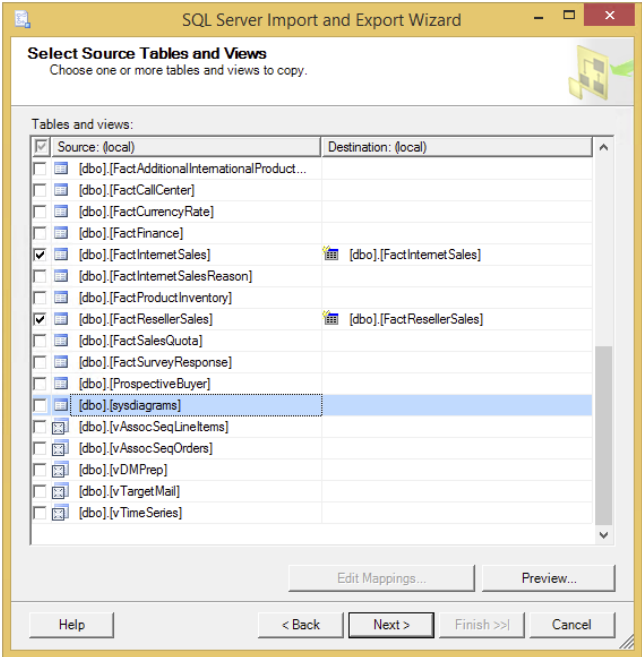 SQL Server Import and Export Wizard
Select Source Tables and Views
Choose one or more tables and views to copy.
Tables and views:
Source: (local) Destination: (local)
[dbo].[FactAdditionalInternationalProduct...
[dbo].[FactCallCenter]
[dbo].[FactCurrencyRate]
[dbo].[FactFinance]
[dbo].[FactInternetSales] [dbo].[FactInternetSales]
[dbo].[FactInternetSalesReason]
[dbo].[FactProductInventory]
[dbo].[FactResellerSales] [dbo].[FactResellerSales]
[dbo].[FactSalesQuota]
[dbo].[FactSurveyResponse]
[dbo].[ProspectiveBuyer]
[dbo].[sysdiagrams]
[dbo].[vAssocSeqLineItems]
[dbo].[vAssocSeqOrders]
[dbo].[vDMPrep]
[dbo].[vTargetMail]
[dbo].[vTimeSeries]
Edit Mappings... Preview...
Help < Back Next > Finish >>| Cancel